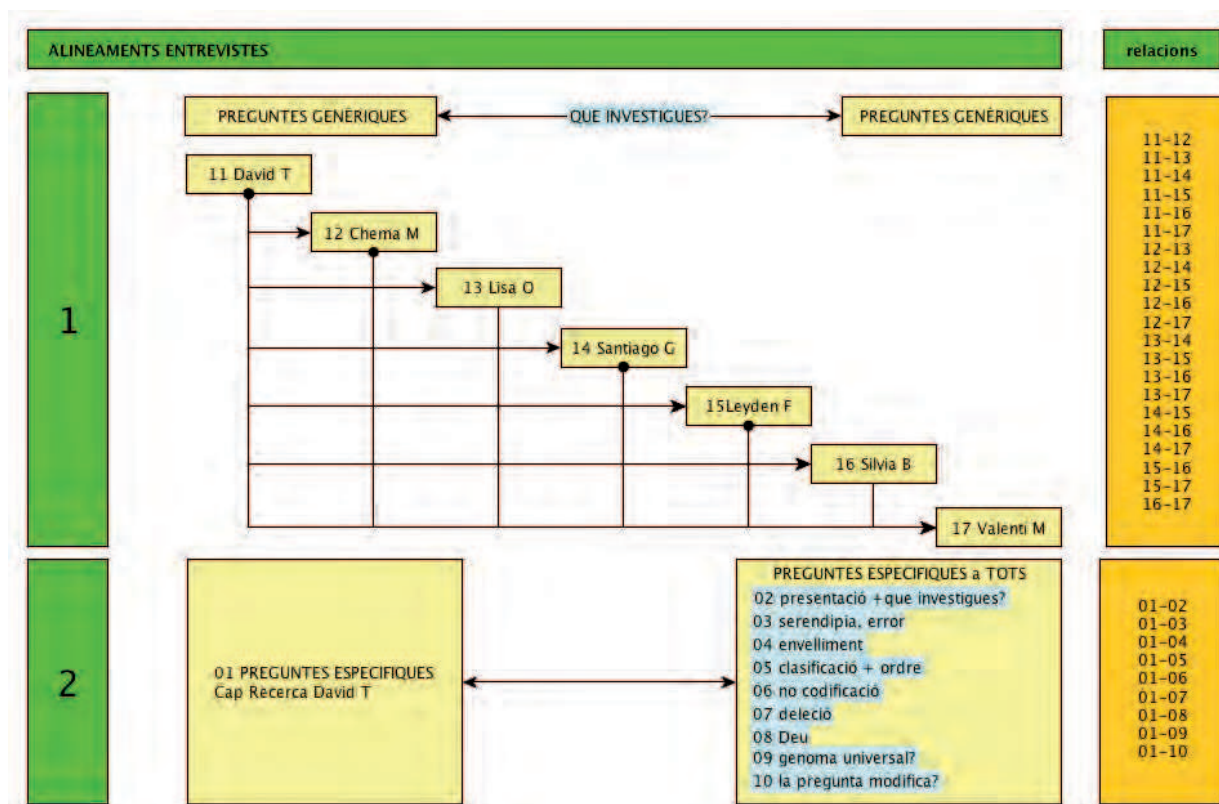 ALINEAMENTS ENTREVISTES
relacions
1
PREGUNTES GENÈRIQUES
QUE INVESTIGUES?
PREGUNTES GENÈRIQUES
11 David T
12 Chema M
13 Lisa O
14 Santiago G
15Leyden F
16 Silvia B
17 Valenti M
11-12
11-13
11-14
11-15
11-16
11-17
12-13
12-14
12-15
12-16
12-17
13-14
13-15
13-16
13-17
14-15
14-16
14-17
15-16
15-17
16-17
2
01 PREGUNTES ESPECIFIQUES
Cap Recerca David T
PREGUNTES ESPECIFIQUES a TOTS
02 presentació +que investigues?
03 serendipia, error
04 envelliment
05 clasificació + ordre
06 no codificació
07 deleció
08 Deu
09 genoma universal?
10 la pregunta modifica?
01-02
01-03
01-04
01-05
01-06
01-07
01-08
01-09
01-10